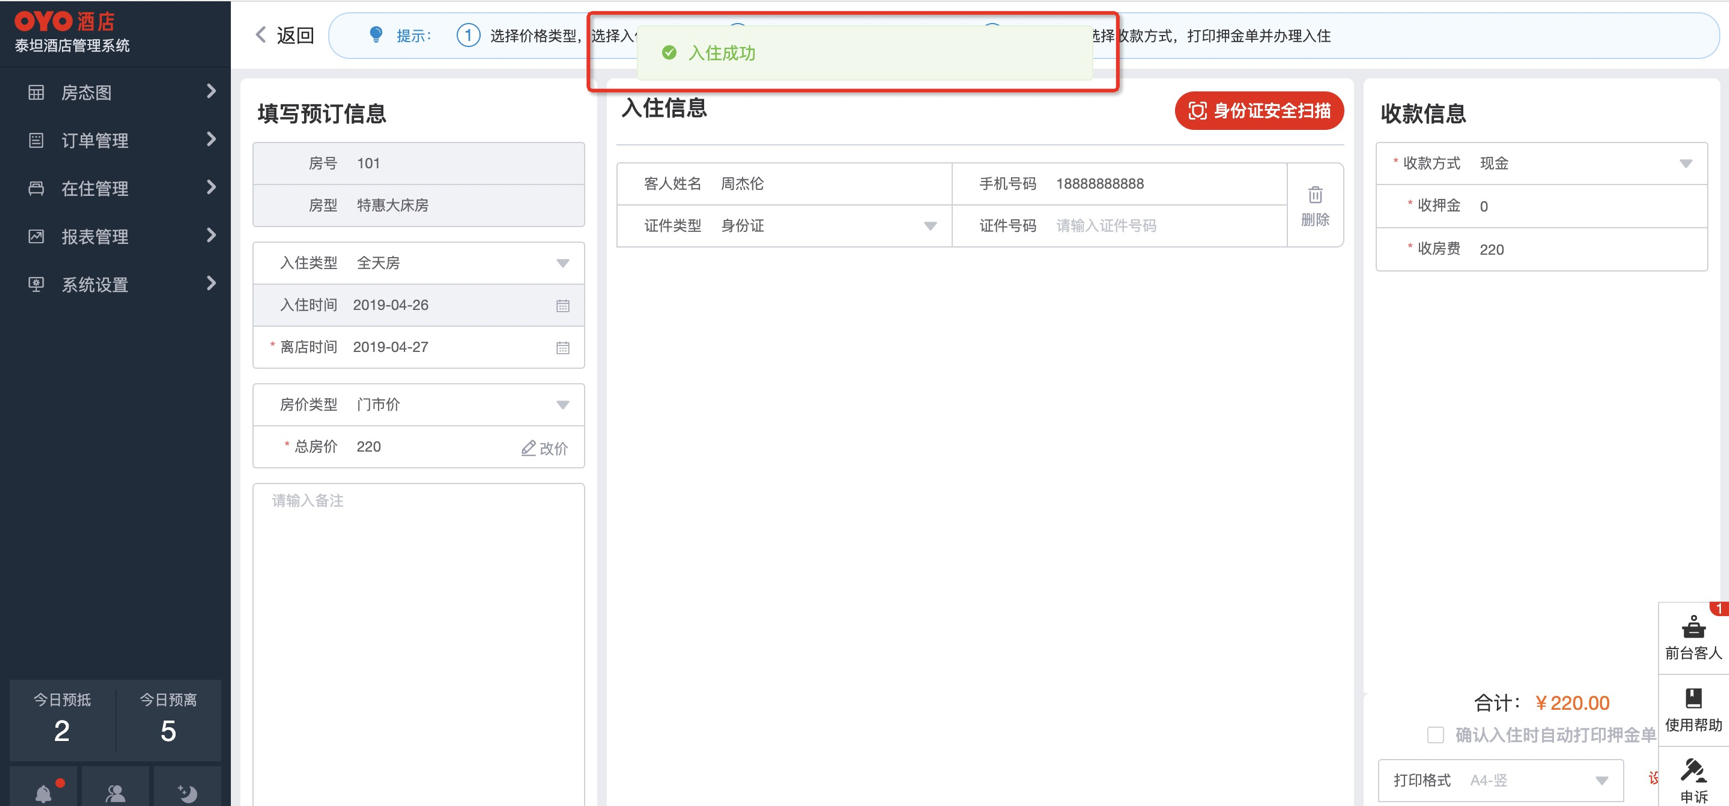 OYO 酒店
泰坦酒店管理系统
房态图
订单管理
在住管理
报表管理
系统设置
今日预抵
2
今日预离
5
返回
提示：
1 选择价格类型，选择入
选择收款方式，打印押金单并办理入住
入住成功
填写预订信息
房号 101
房型 特惠大床房
入住类型 全天房
入住时间 2019-04-26
* 离店时间 2019-04-27
房价类型 门市价
* 总房价 220 改价
请输入备注
入住信息
身份证安全扫描
客人姓名 周杰伦 手机号码 18888888888
证件类型 身份证 证件号码 请输入证件号码
删除
收款信息
* 收款方式 现金
* 收押金 0
* 收房费 220
合计：￥220.00
确认入住时自动打印押金单
打印格式 A4-竖
设
1
前台客人
使用帮助
申诉